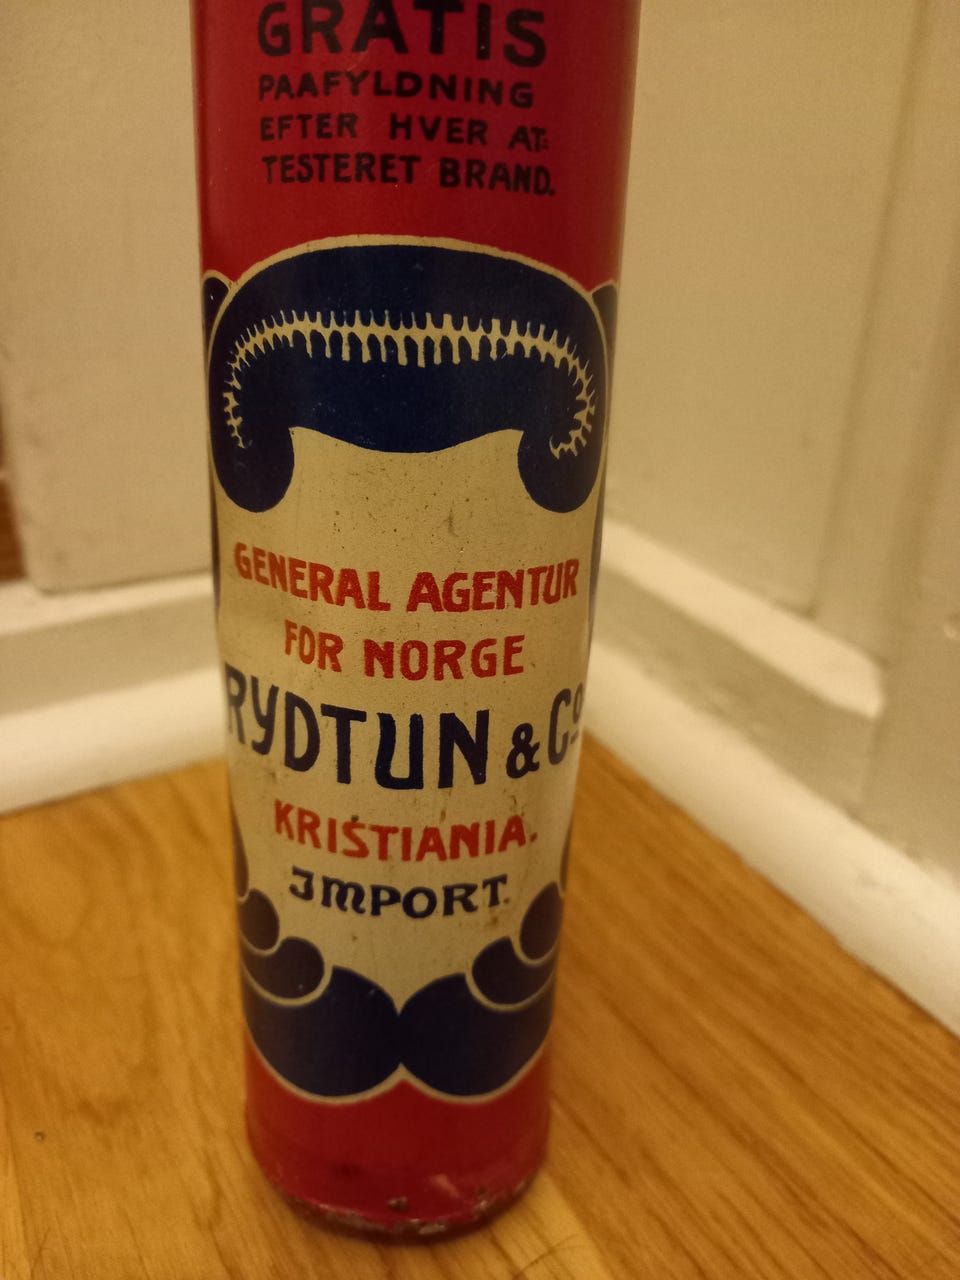 GRATIS
PAAFYLDNING
EFTER HVER AT:
TESTERET BRAND.
GENERAL AGENTUR
FOR NORGE
RYDTUN & Co
KRISTIANIA.
IMPORT.